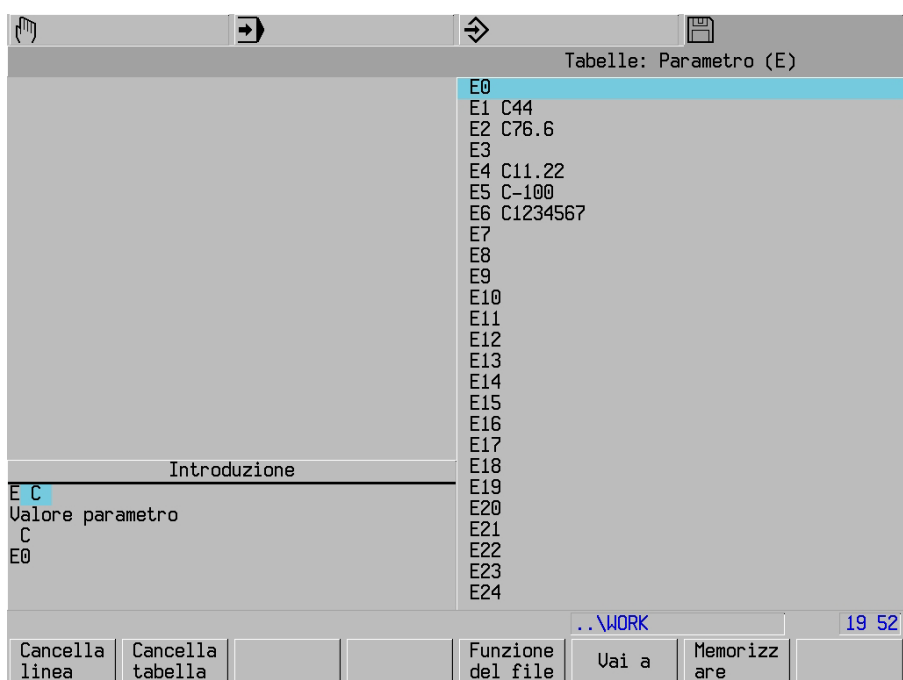 Tabelle: Parametro (E)
E0
E1 C44
E2 C76.6
E3
E4 C11.22
E5 C-100
E6 C1234567
E7
E8
E9
E10
E11
E12
E13
E14
E15
E16
E17
E18
E19
E20
E21
E22
E23
E24
Introduzione
E C
Valore parametro
C
E0
..\WORK
19 52
Cancella
linea
Cancella
tabella
Funzione
del file
Vai a
Memorizz
are